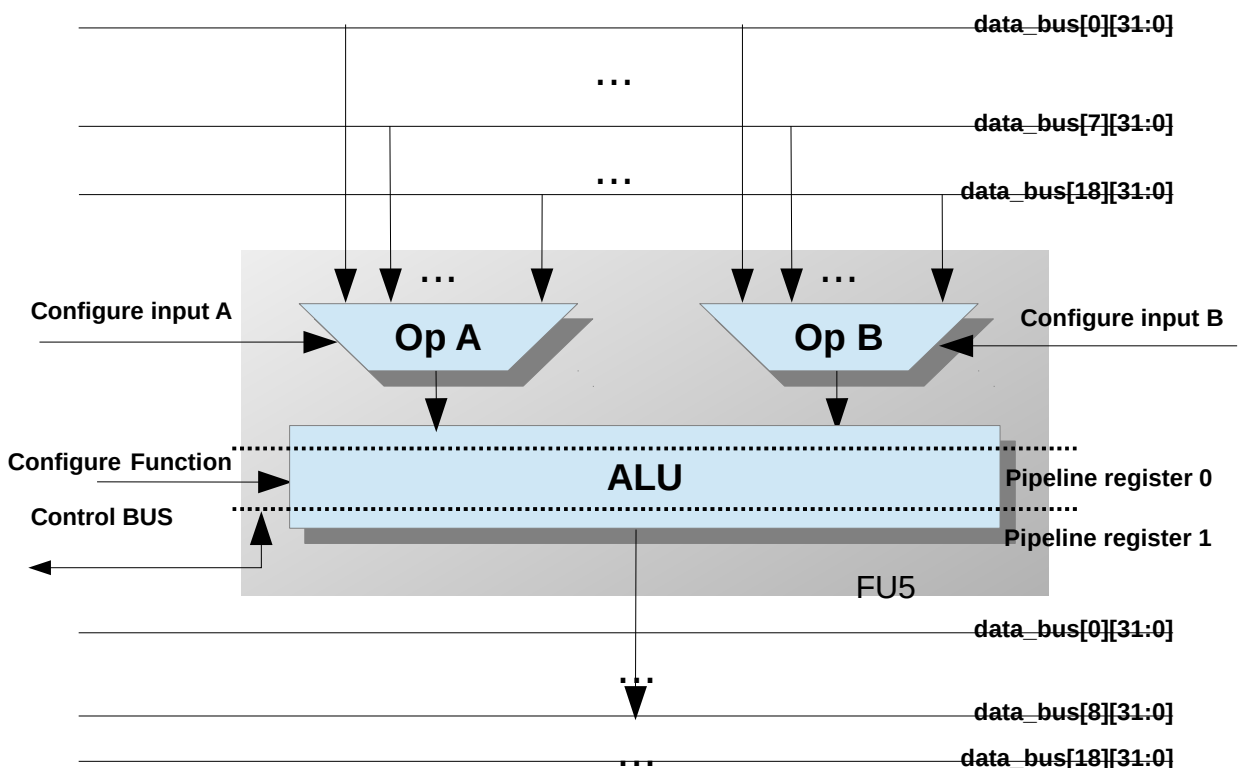 data_bus[0][31:0]
...
data_bus[7][31:0]
...
data_bus[18][31:0]
...
...
Configure input A
Op A
Op B
Configure input B
Configure Function
ALU
Pipeline register 0
Control BUS
Pipeline register 1
FU5
data_bus[0][31:0]
...
data_bus[8][31:0]
...
data_bus[18][31:0]